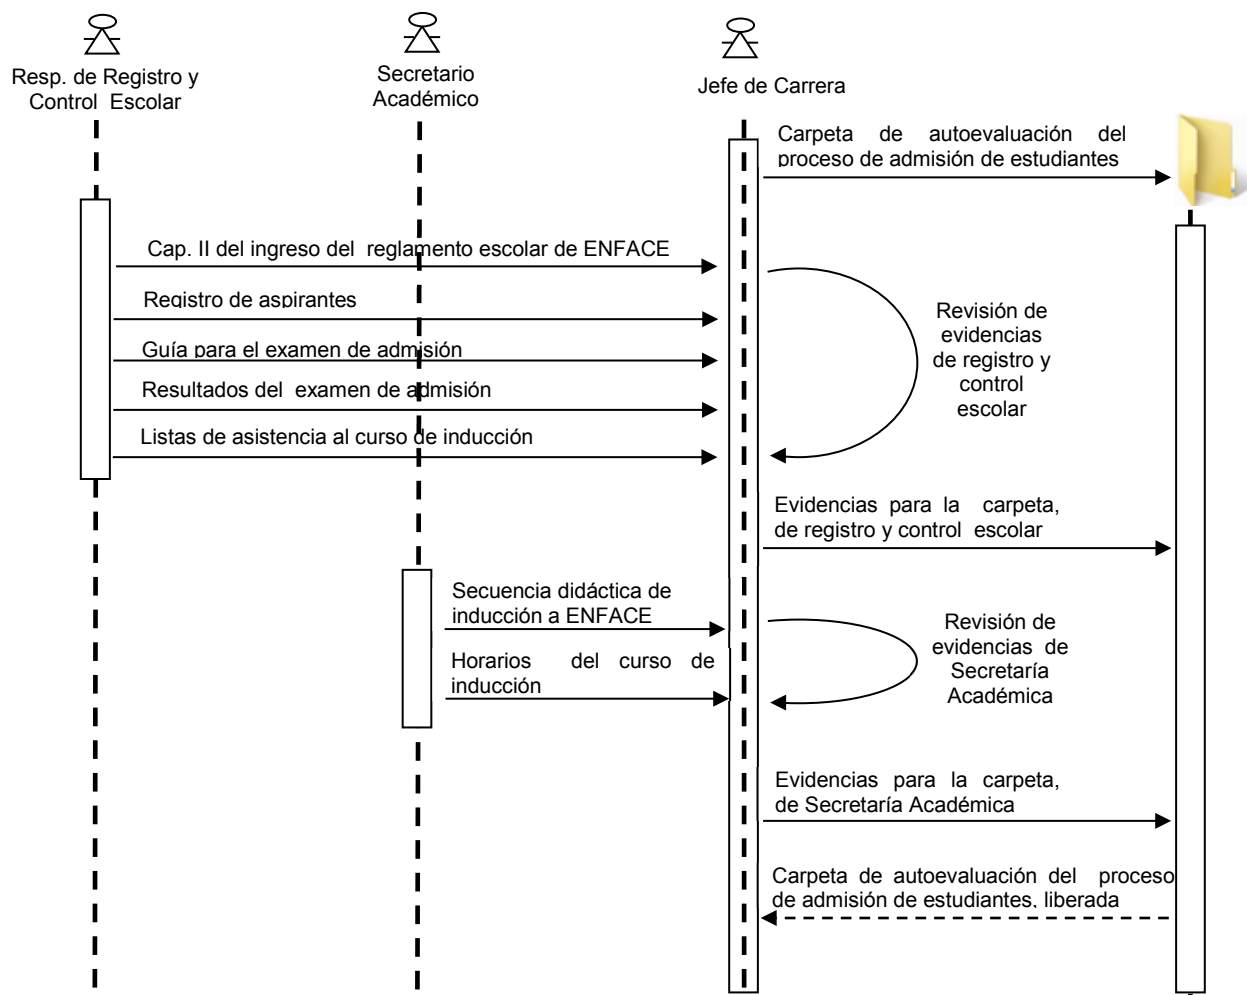 Resp. de Registro y
Control Escolar
Secretario
Académico
Jefe de Carrera
Carpeta de autoevaluación del
proceso de admisión de estudiantes
Cap. II del ingreso del reglamento escolar de ENFACE
Registro de aspirantes
Guía para el examen de admisión
Resultados del examen de admisión
Listas de asistencia al curso de inducción
Revisión de
evidencias
de registro y
control
escolar
Evidencias para la carpeta,
de registro y control escolar
Secuencia didáctica de
inducción a ENFACE
Horarios del curso de
inducción
Revisión de
evidencias de
Secretaría
Académica
Evidencias para la carpeta,
de Secretaría Académica
Carpeta de autoevaluación del proceso
de admisión de estudiantes, liberada